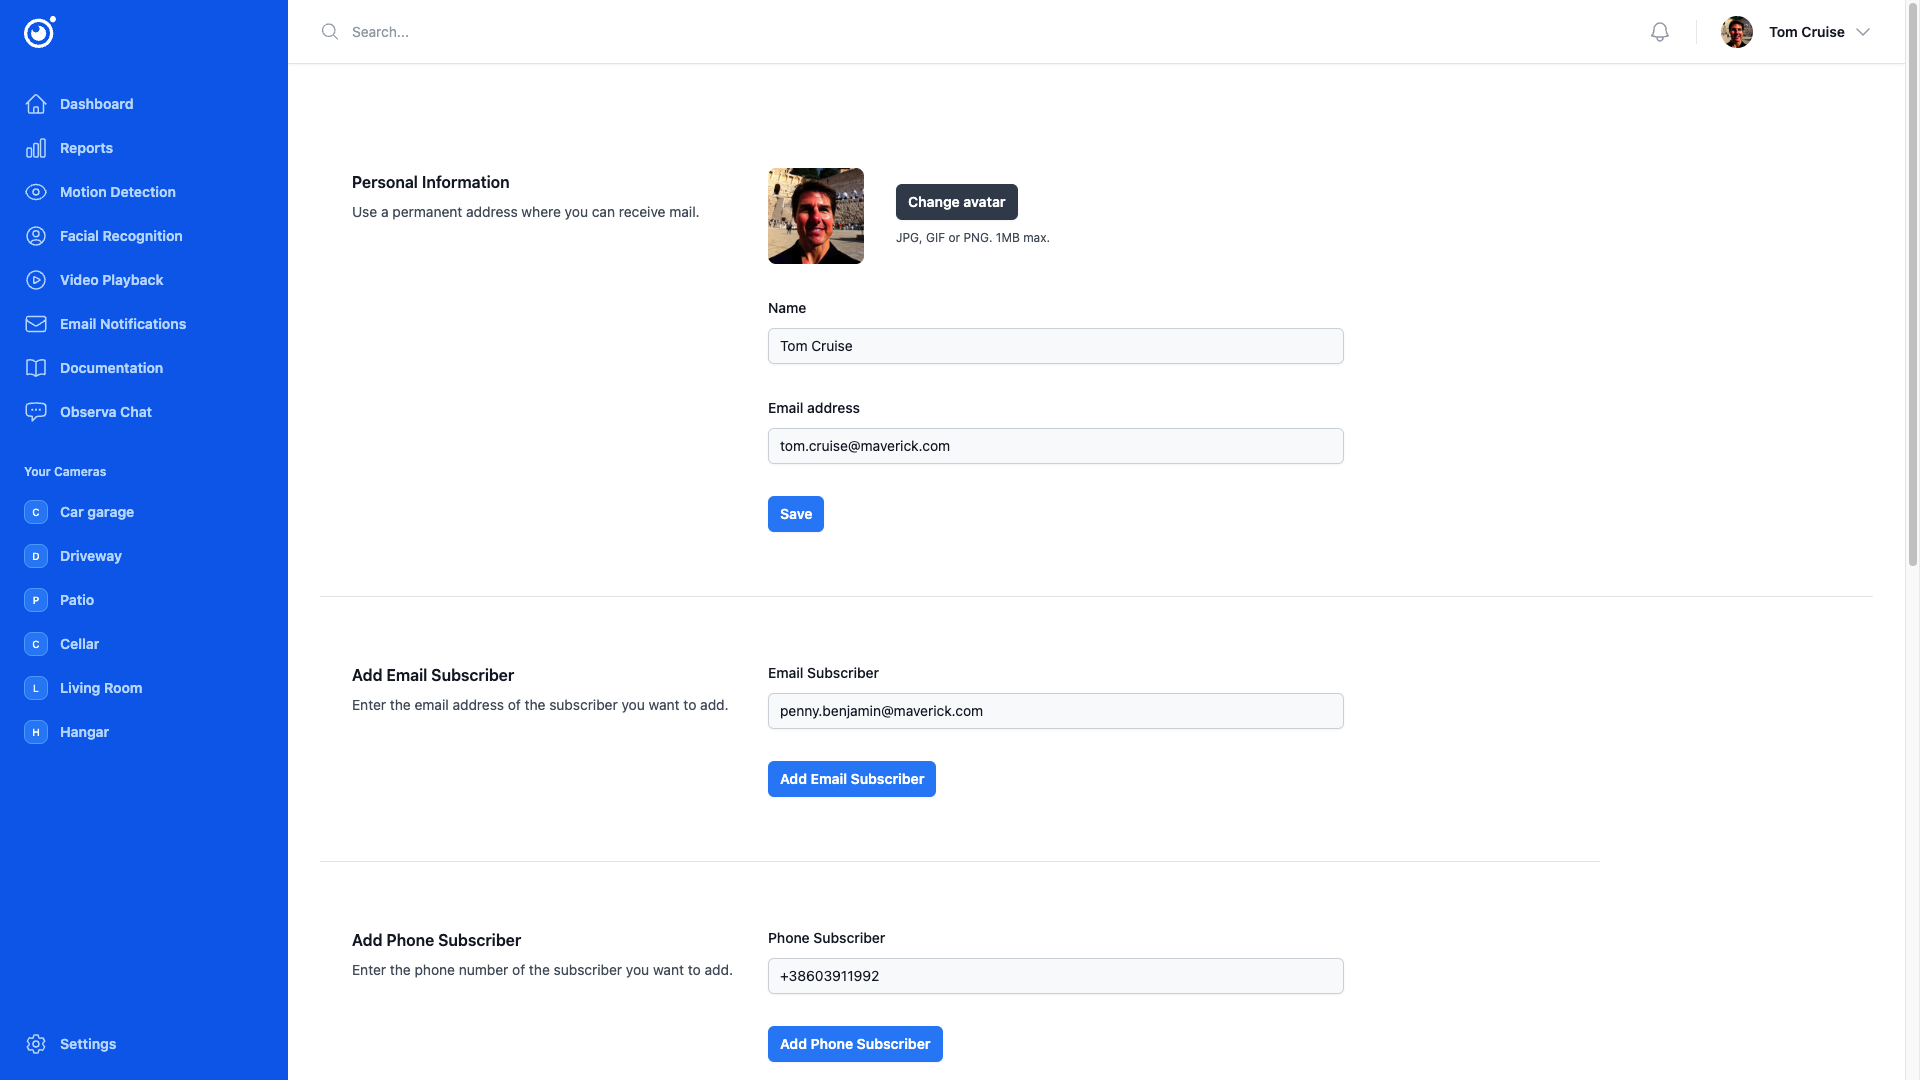 Search...
Tom Cruise
Dashboard
Reports
Motion Detection
Facial Recognition
Video Playback
Email Notifications
Documentation
Observa Chat
Your Cameras
C Car garage
D Driveway
P Patio
C Cellar
L Living Room
H Hangar
Settings
Personal Information
Use a permanent address where you can receive mail.
Change avatar
JPG, GIF or PNG. 1MB max.
Name
Tom Cruise
Email address
tom.cruise@maverick.com
Save
Add Email Subscriber
Enter the email address of the subscriber you want to add.
Email Subscriber
penny.benjamin@maverick.com
Add Email Subscriber
Add Phone Subscriber
Enter the phone number of the subscriber you want to add.
Phone Subscriber
+38603911992
Add Phone Subscriber